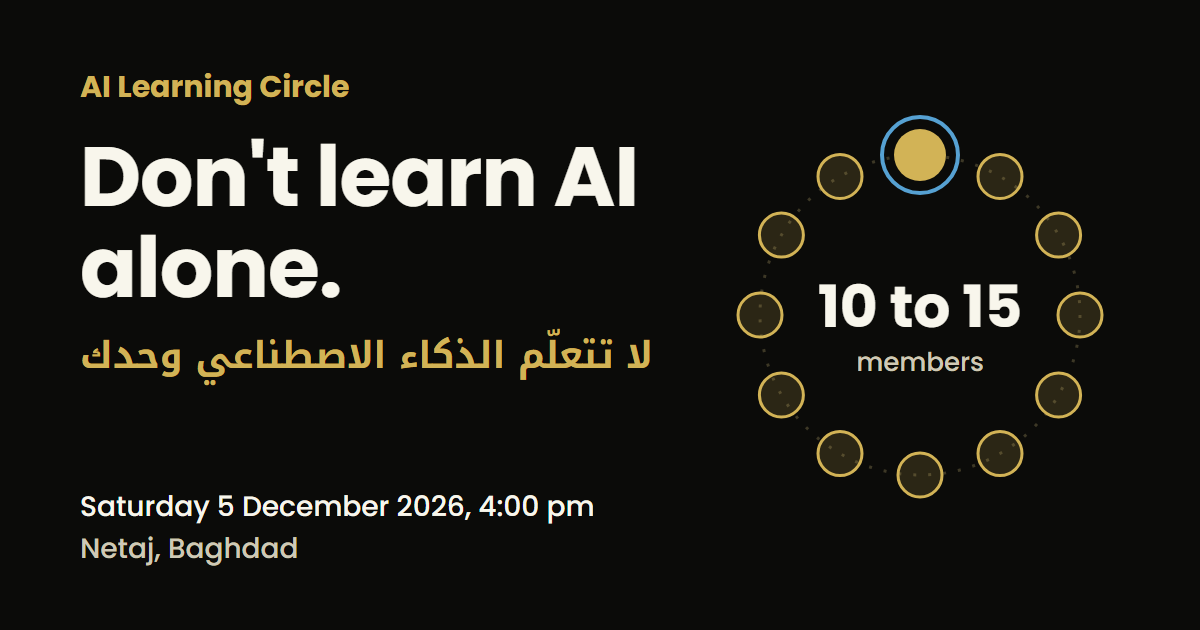 AI Learning Circle
Don't learn AI
alone.
لا تتعلّم الذكاء الاصطناعي وحدك
Saturday 5 December 2026, 4:00 pm
Netaj, Baghdad
10 to 15
members